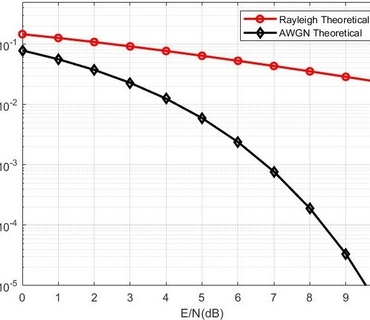 Rayleigh Theoretical
AWGN Theoretical
10-1
10-2
10-3
10-4
10-5
0 1 2 3 4 5 6 7 8 9
E/N(dB)